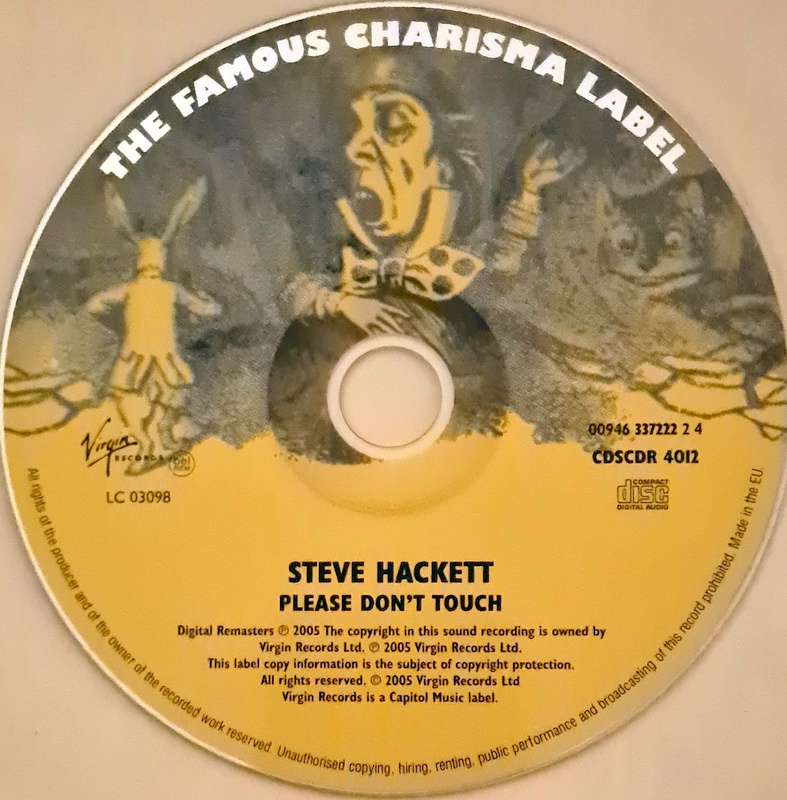 THE FAMOUS CHARISMA LABEL
Virgin
RECORDS
bel
BIEM
00946 337222 2 4
CDSCDR 4012
LC 03098
COMPACT
disc
DIGITAL AUDIO
STEVE HACKETT
PLEASE DON'T TOUCH
Digital Remasters ℗ 2005 The copyright in this sound recording is owned by
Virgin Records Ltd. ℗ 2005 Virgin Records Ltd.
This label copy information is the subject of copyright protection.
All rights reserved. © 2005 Virgin Records Ltd
Virgin Records is a Capitol Music label.
All rights of the producer and of the owner of the recorded work reserved. Unauthorised copying, hiring, renting, public performance and broadcasting of this record prohibited. Made in the EU.